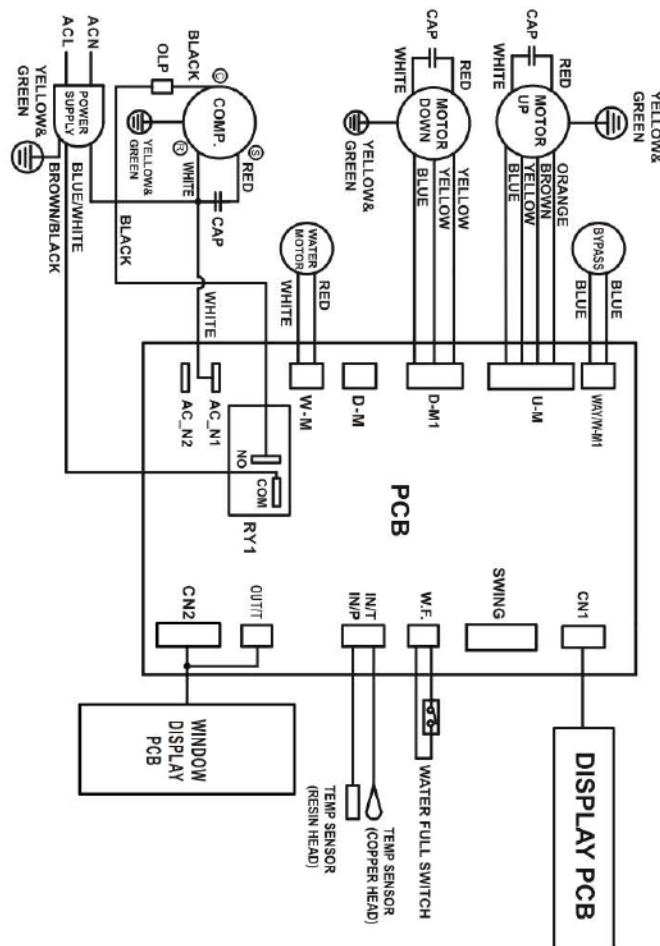 YELLOW&
GREEN
BYPASS
BLUE
BLUE
WAY/W-M1
CN1
DISPLAY PCB
CAP
RED
WHITE
MOTOR
UP
ORANGE
BROWN
YELLOW
BLUE
U-M
SWING
CAP
RED
WHITE
MOTOR
DOWN
YELLOW
YELLOW
BLUE
YELLOW&
GREEN
D-M1
W.F.
WATER FULL SWITCH
PCB
D-M
IN/T
IN/P
TEMP SENSOR
(COPPER HEAD)
TEMP SENSOR
(RESIN HEAD)
WATER
MOTOR
RED
WHITE
W-M
RY1
COM
NO
OUT/T
CN2
WINDOW
DISPLAY
PCB
AC_N1
AC_N2
S
RED
CAP
COMP.
C
R
WHITE
WHITE
BLACK
OLP
YELLOW&
GREEN
BLACK
ACN
ACL
POWER
SUPPLY
BLUE/WHITE
BROWN/BLACK
YELLOW&
GREEN